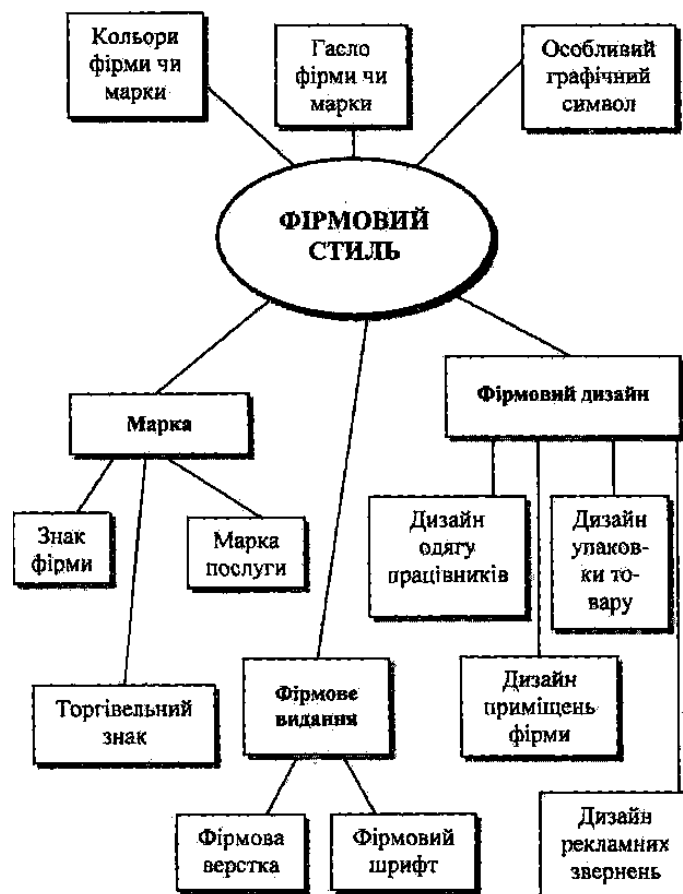 Кольори
фірми чи
марки
Гасло
фірми чи
марки
Особливий
графічний
символ
ФІРМОВИЙ
СТИЛЬ
Марка
Фірмовий дизайн
Знак
фірми
Марка
послуги
Дизайн
одягу
працівників
Дизайн
упаков-
ки то-
вару
Торгівельний
знак
Фірмове
видання
Дизайн
приміщень
фірми
Фірмова
верстка
Фірмовий
шрифт
Дизайн
рекламних
звернень